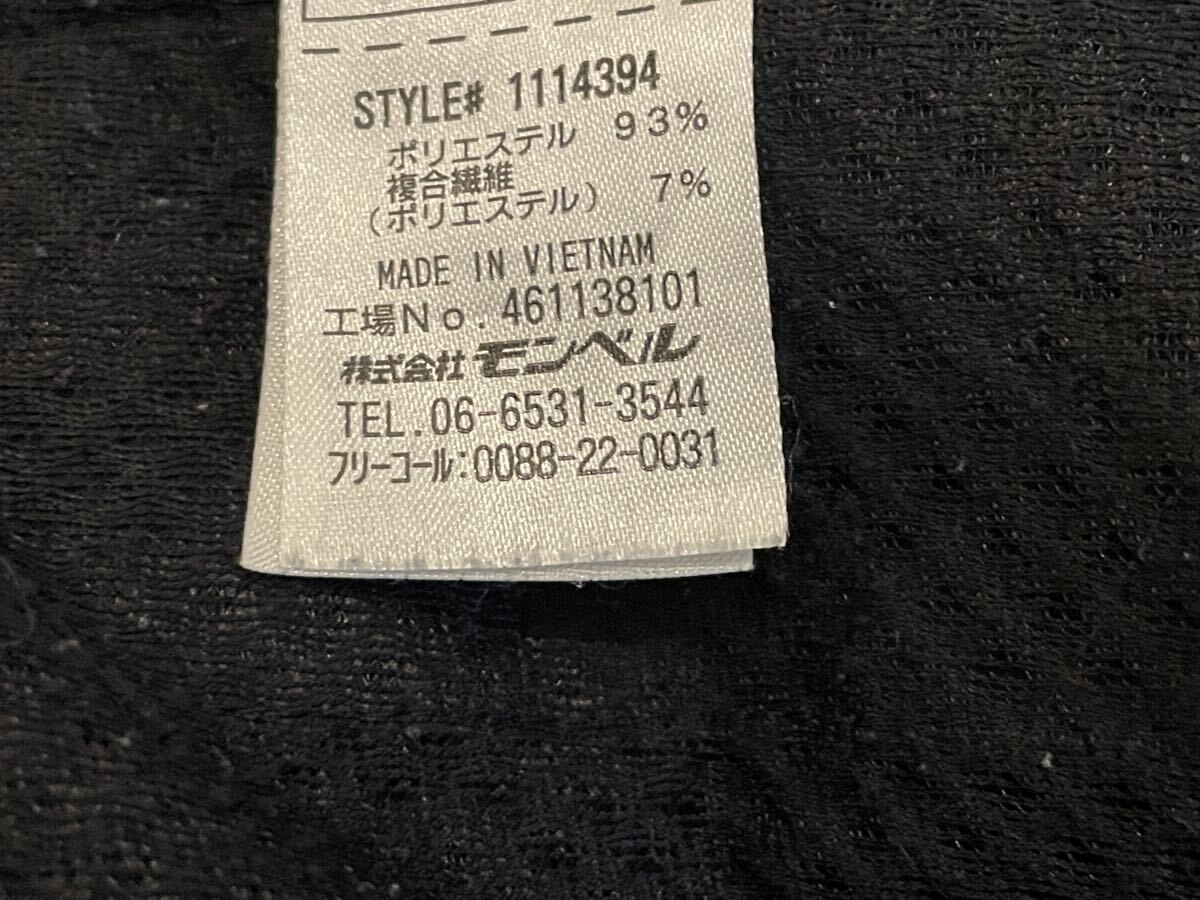 STYLE# 1114394
ポリエステル 93%
複合繊維
(ポリエステル) 7%
MADE IN VIETNAM
工場No. 461138101
株式会社モンベル
TEL.06-6531-3544
フリーコール:0088-22-0031